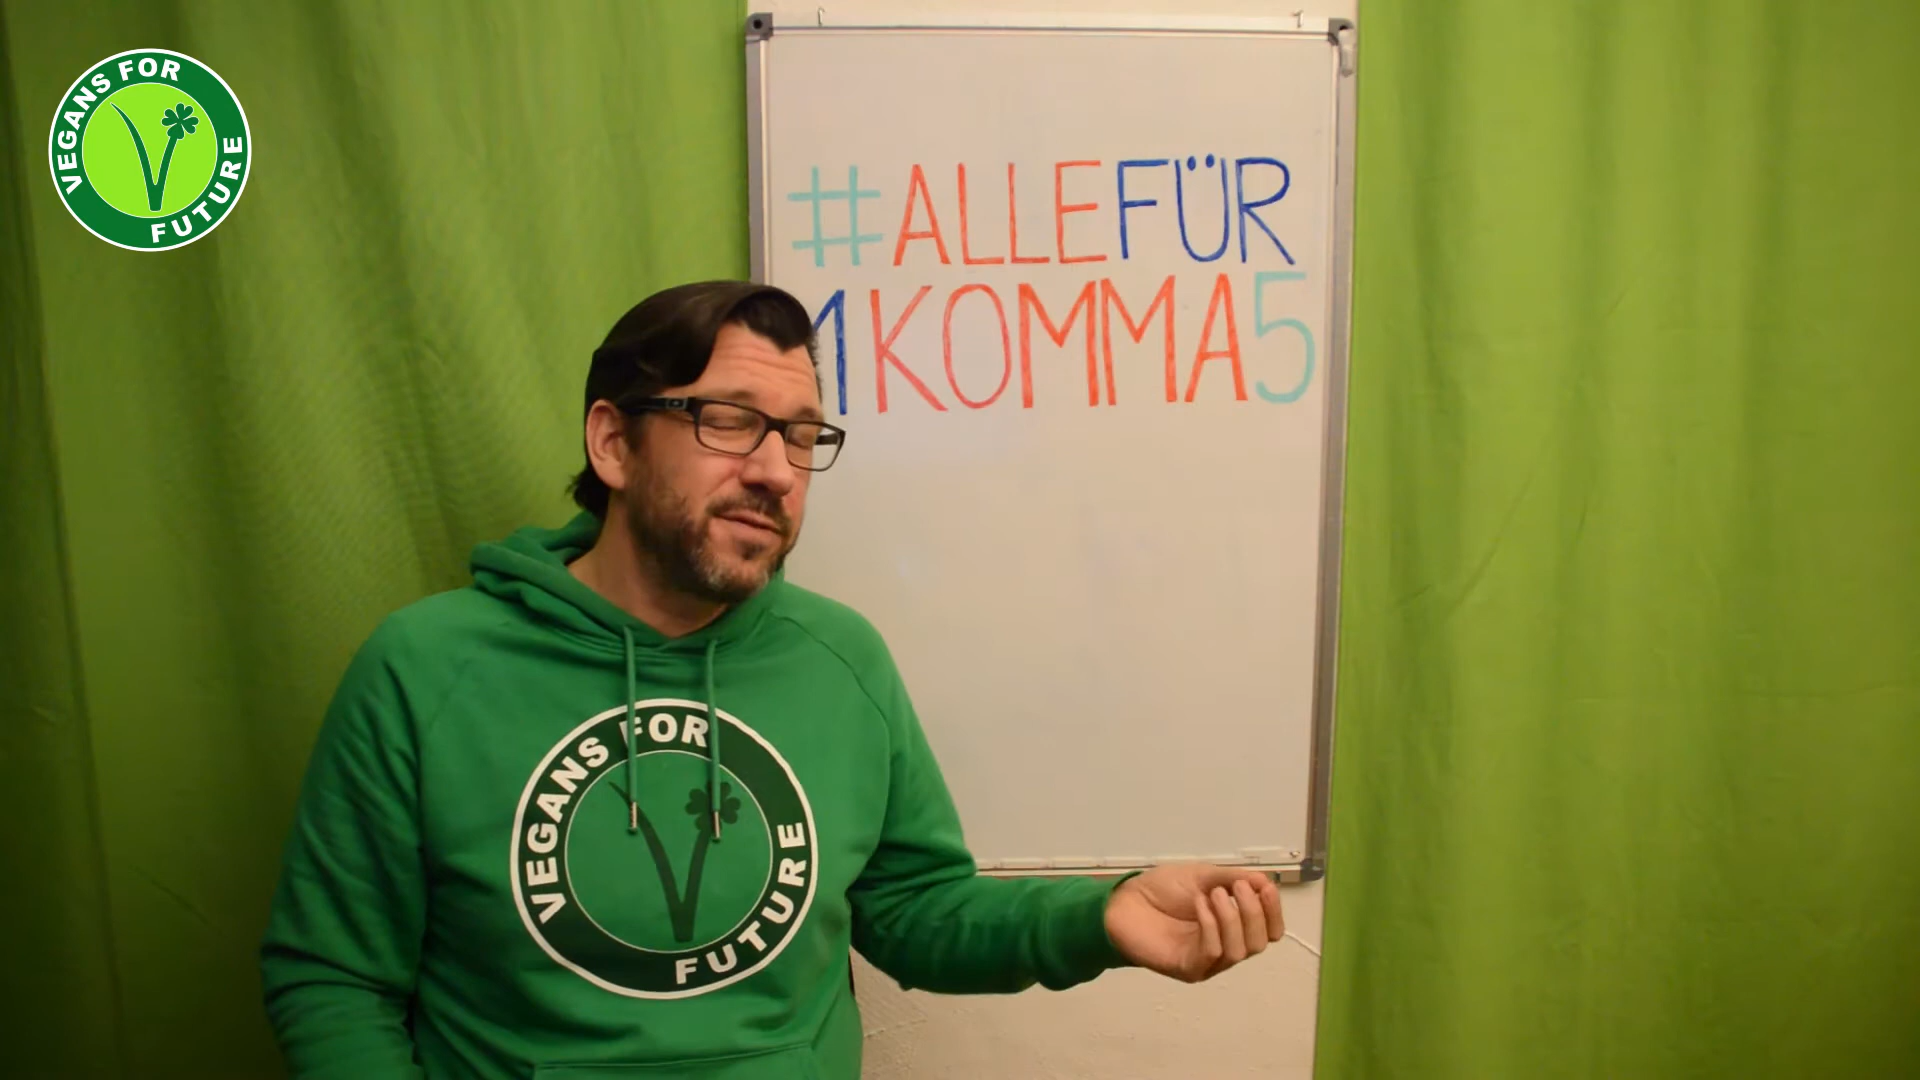 VEGANS FOR
FUTURE
#ALLEFÜR
1KOMMA5
VEGANS FOR
FUTURE